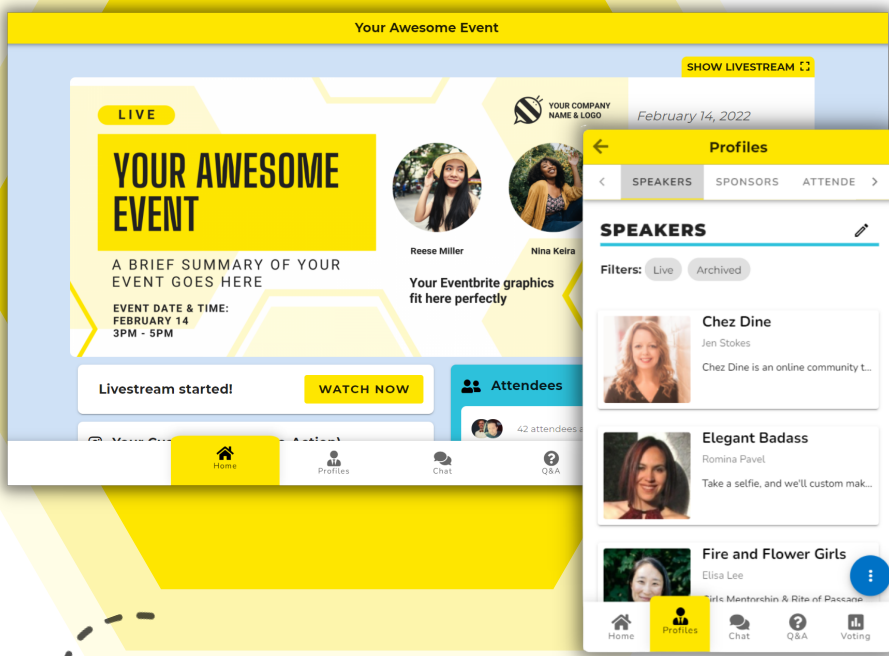 Your Awesome Event
SHOW LIVESTREAM
LIVE
YOUR COMPANY
NAME & LOGO
February 14, 2022
YOUR AWESOME
EVENT
Reese Miller
Nina Keira
A BRIEF SUMMARY OF YOUR
EVENT GOES HERE
Your Eventbrite graphics
fit here perfectly
EVENT DATE & TIME:
FEBRUARY 14
3PM - 5PM
Livestream started!
WATCH NOW
Attendees
42 attendees a
Home
Profiles
Chat
Q&A
Profiles
SPEAKERS
SPONSORS
ATTENDE
SPEAKERS
Filters: Live Archived
Chez Dine
Jen Stokes
Chez Dine is an online community t...
Elegant Badass
Romina Pavel
Take a selfie, and we'll custom mak...
Fire and Flower Girls
Elisa Lee
Girls Mentorship & Rite of Passage
Home
Profiles
Chat
Q&A
Voting